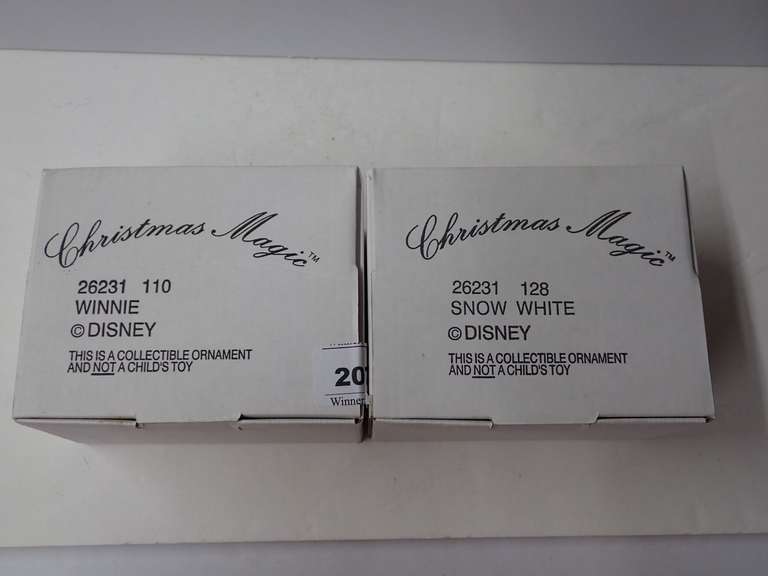 Christmas Magic™
26231 110
WINNIE
© DISNEY
THIS IS A COLLECTIBLE ORNAMENT
AND NOT A CHILD'S TOY
20
Winner
Christmas Magic™
26231 128
SNOW WHITE
© DISNEY
THIS IS A COLLECTIBLE ORNAMENT
AND NOT A CHILD'S TOY